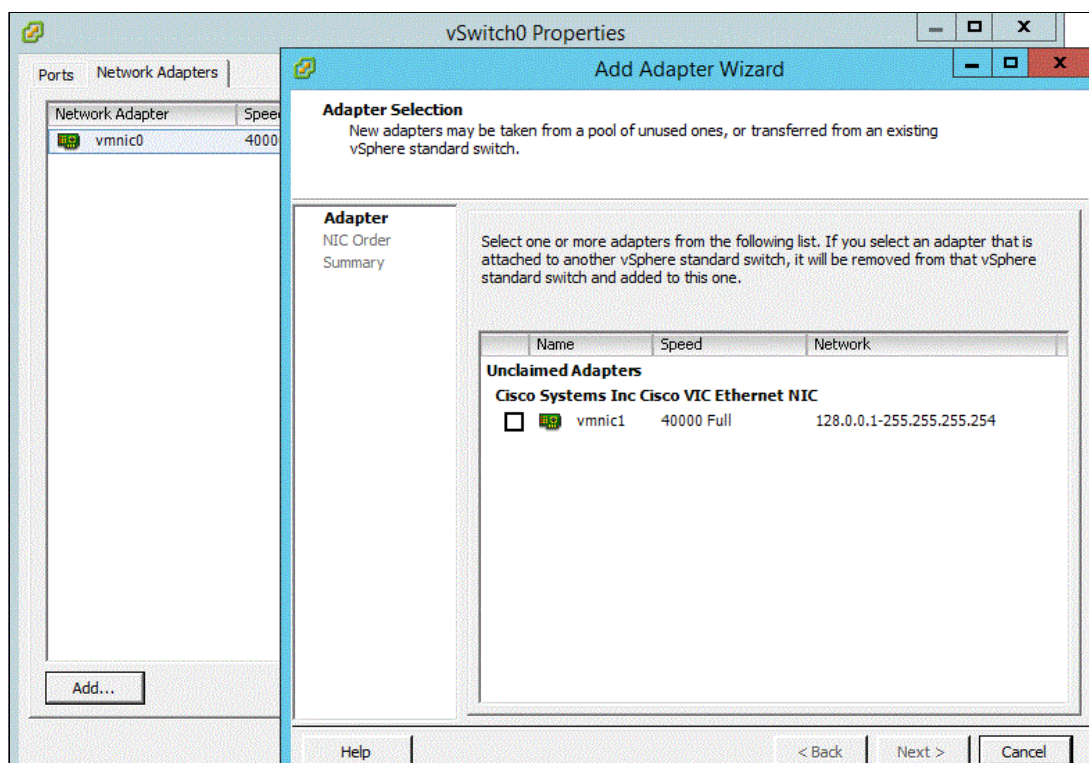 vSwitch0 Properties
Ports
Network Adapters
Network Adapter
vmnic0
4000
Add...
Add Adapter Wizard
Adapter Selection
New adapters may be taken from a pool of unused ones, or transferred from an existing
vSphere standard switch.
Adapter
NIC Order
Summary
Select one or more adapters from the following list. If you select an adapter that is
attached to another vSphere standard switch, it will be removed from that vSphere
standard switch and added to this one.
Name Speed Network
Unclaimed Adapters
Cisco Systems Inc Cisco VIC Ethernet NIC
vmnic1 40000 Full 128.0.0.1-255.255.255.254
Help
< Back
Next >
Cancel